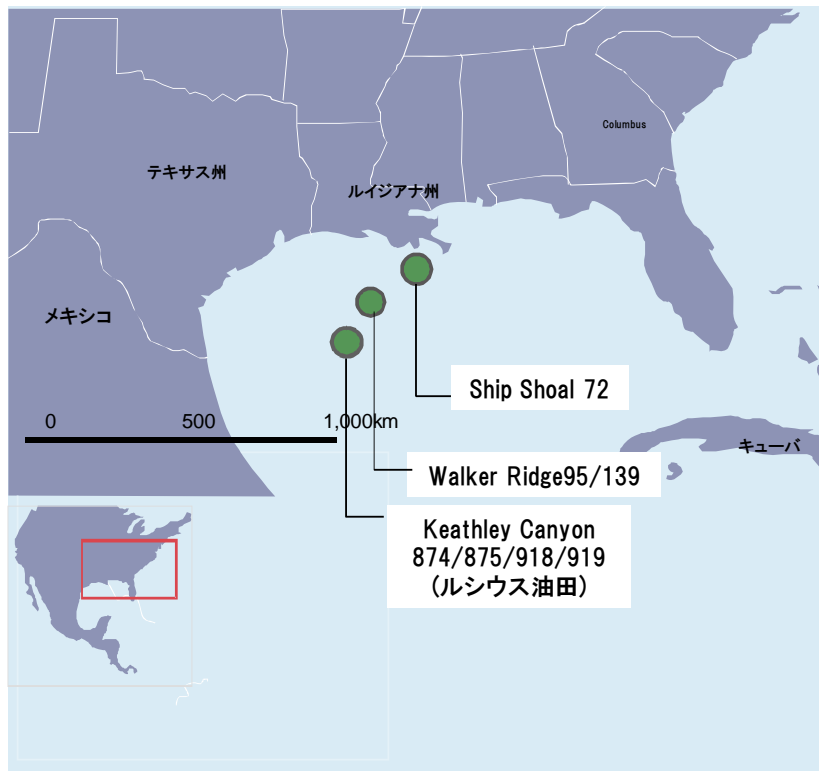 Columbus
テキサス州
ルイジアナ州
メキシコ
Ship Shoal 72
0 500 1,000km
キューバ
Walker Ridge95/139
Keathley Canyon
874/875/918/919
(ルシウス油田)